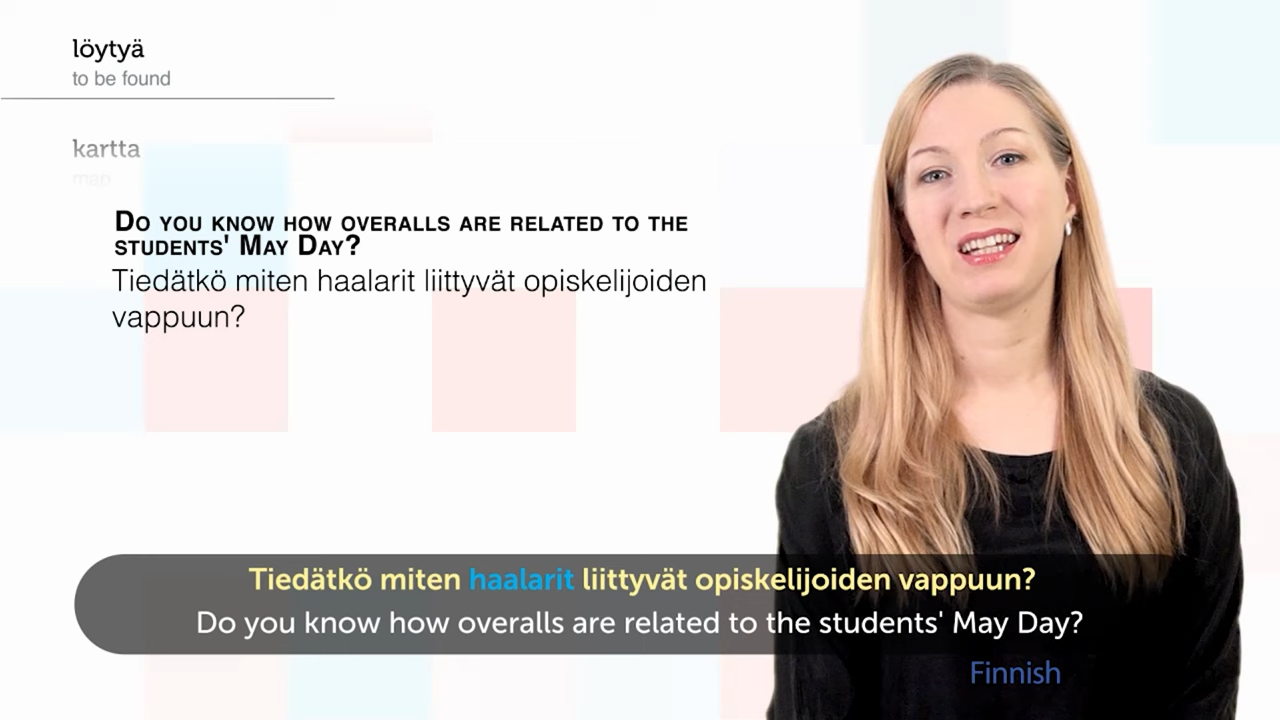 löytyä
to be found
kartta
map
DO YOU KNOW HOW OVERALLS ARE RELATED TO THE
STUDENTS' MAY DAY?
Tiedätkö miten haalarit liittyvät opiskelijoiden
vappuun?
Tiedätkö miten haalarit liittyvät opiskelijoiden vappuun?
Do you know how overalls are related to the students' May Day?
Finnish